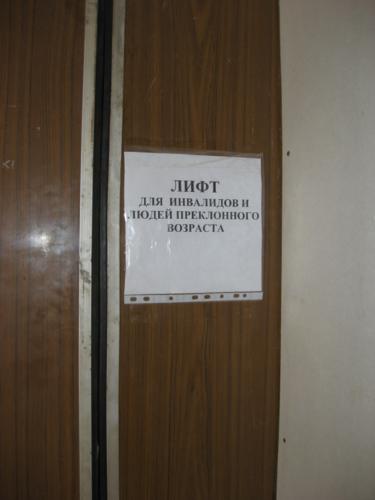 ЛИФТ
ДЛЯ ИНВАЛИДОВ И
ЛЮДЕЙ ПРЕКЛОННОГО
ВОЗРАСТА